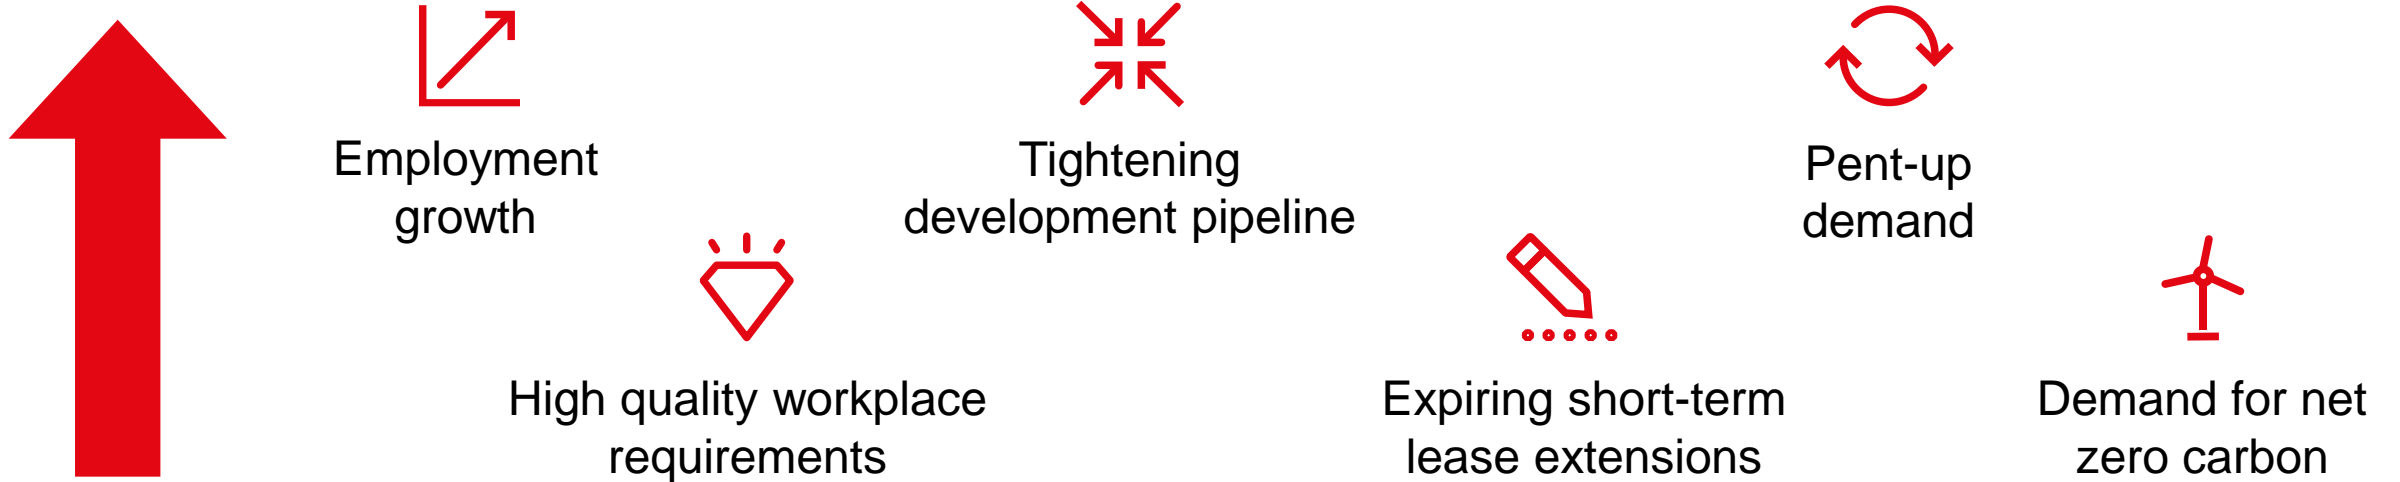 Employment
growth
High quality workplace
requirements
Tightening
development pipeline
Expiring short-term
lease extensions
Pent-up
demand
Demand for net
zero carbon